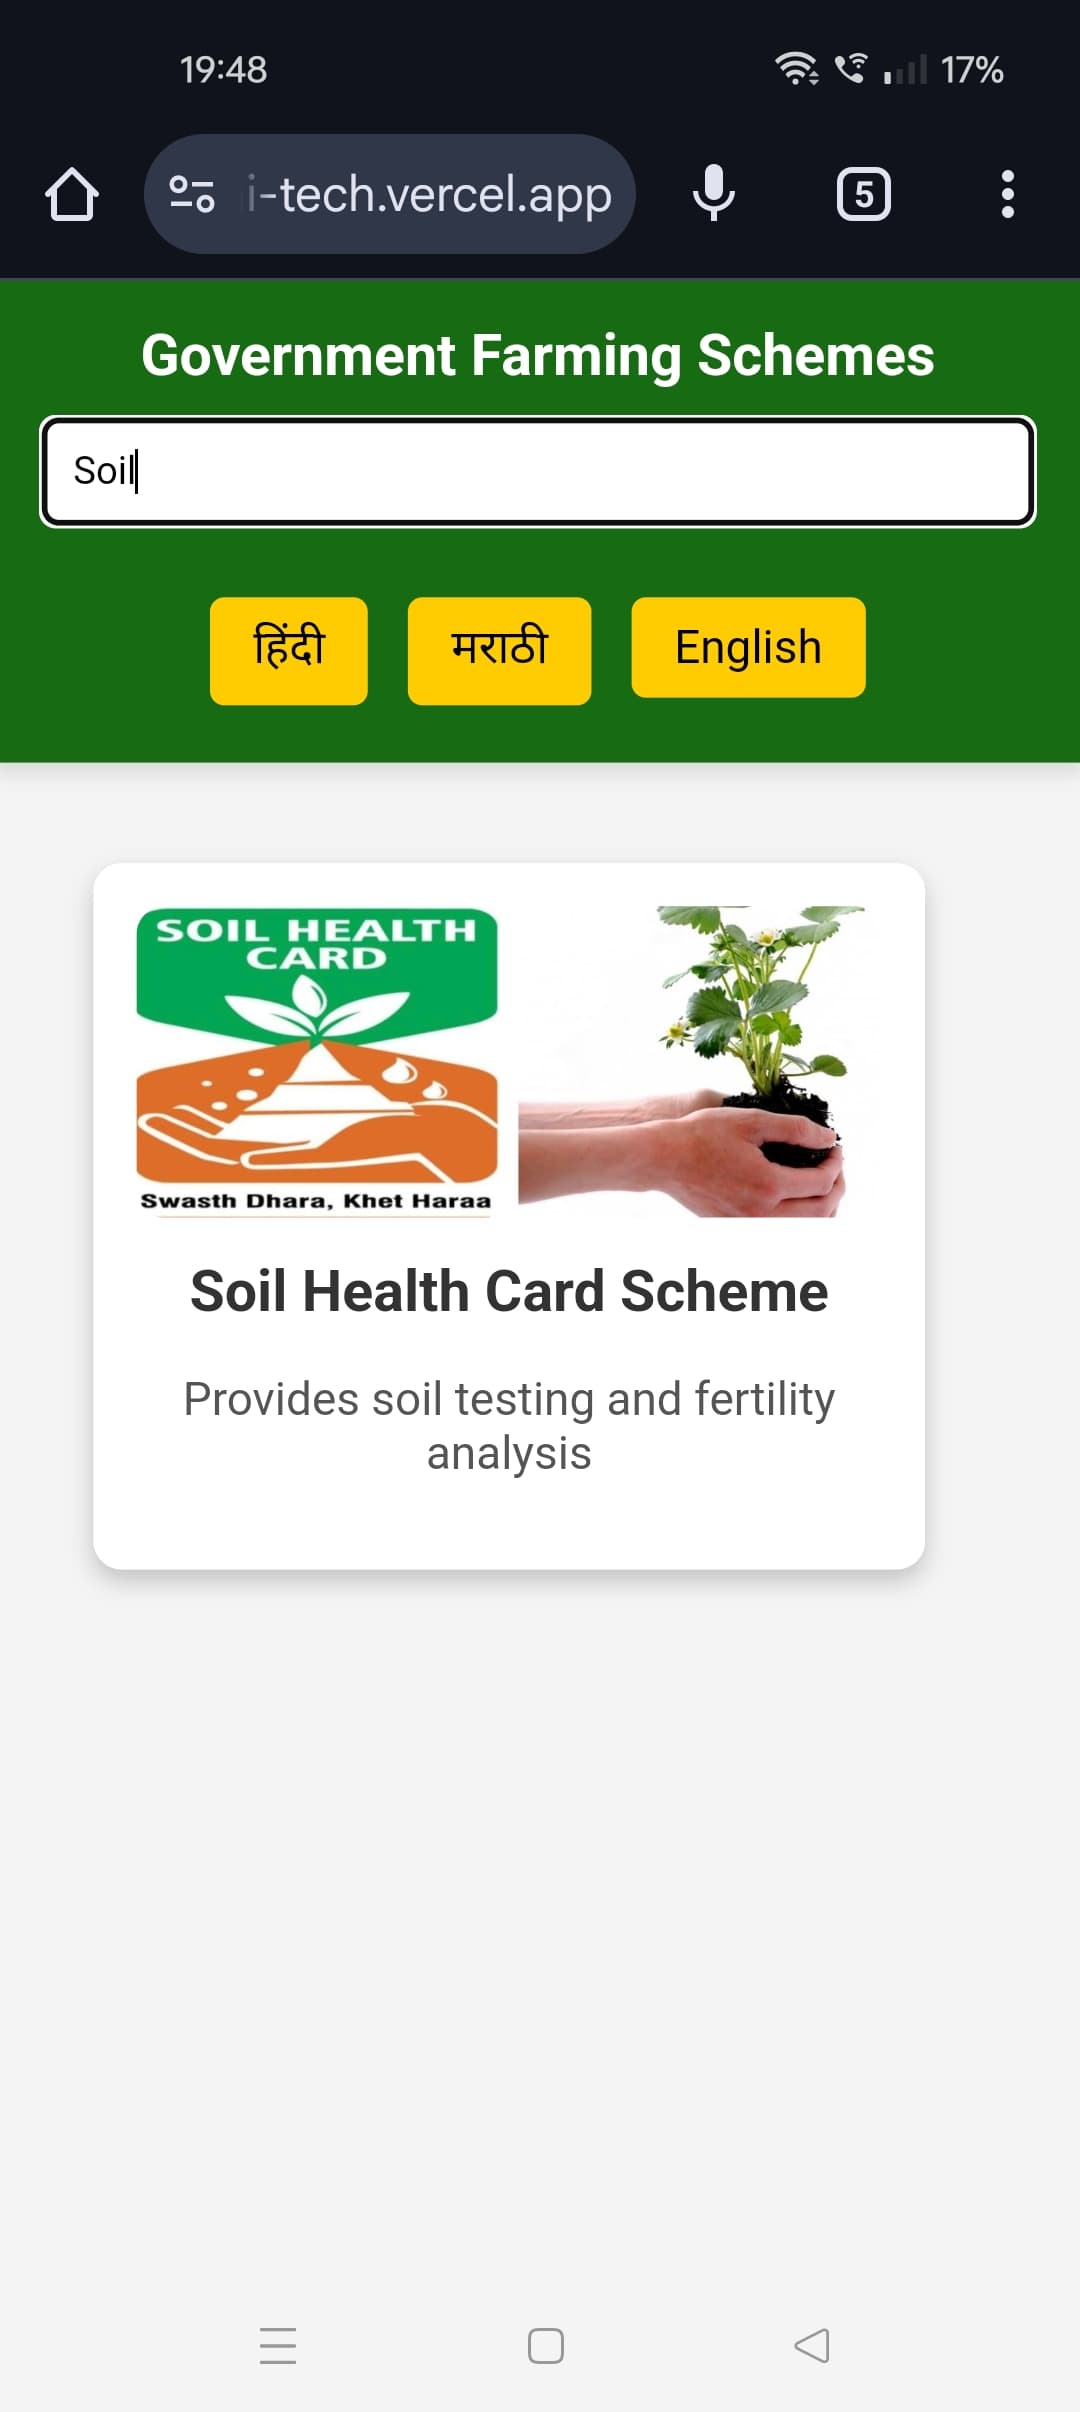 19:48
17%
i-tech.vercel.app
5
Government Farming Schemes
Soil
हिंदी
मराठी
English
SOIL HEALTH
CARD
Swasth Dhara, Khet Haraa
Soil Health Card Scheme
Provides soil testing and fertility
analysis